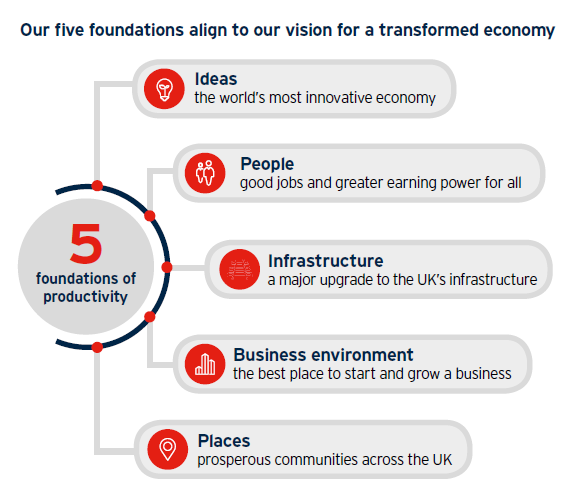 Our five foundations align to our vision for a transformed economy
Ideas
the world's most innovative economy
People
good jobs and greater earning power for all
5
foundations of
productivity
Infrastructure
a major upgrade to the UK's infrastructure
Business environment
the best place to start and grow a business
Places
prosperous communities across the UK